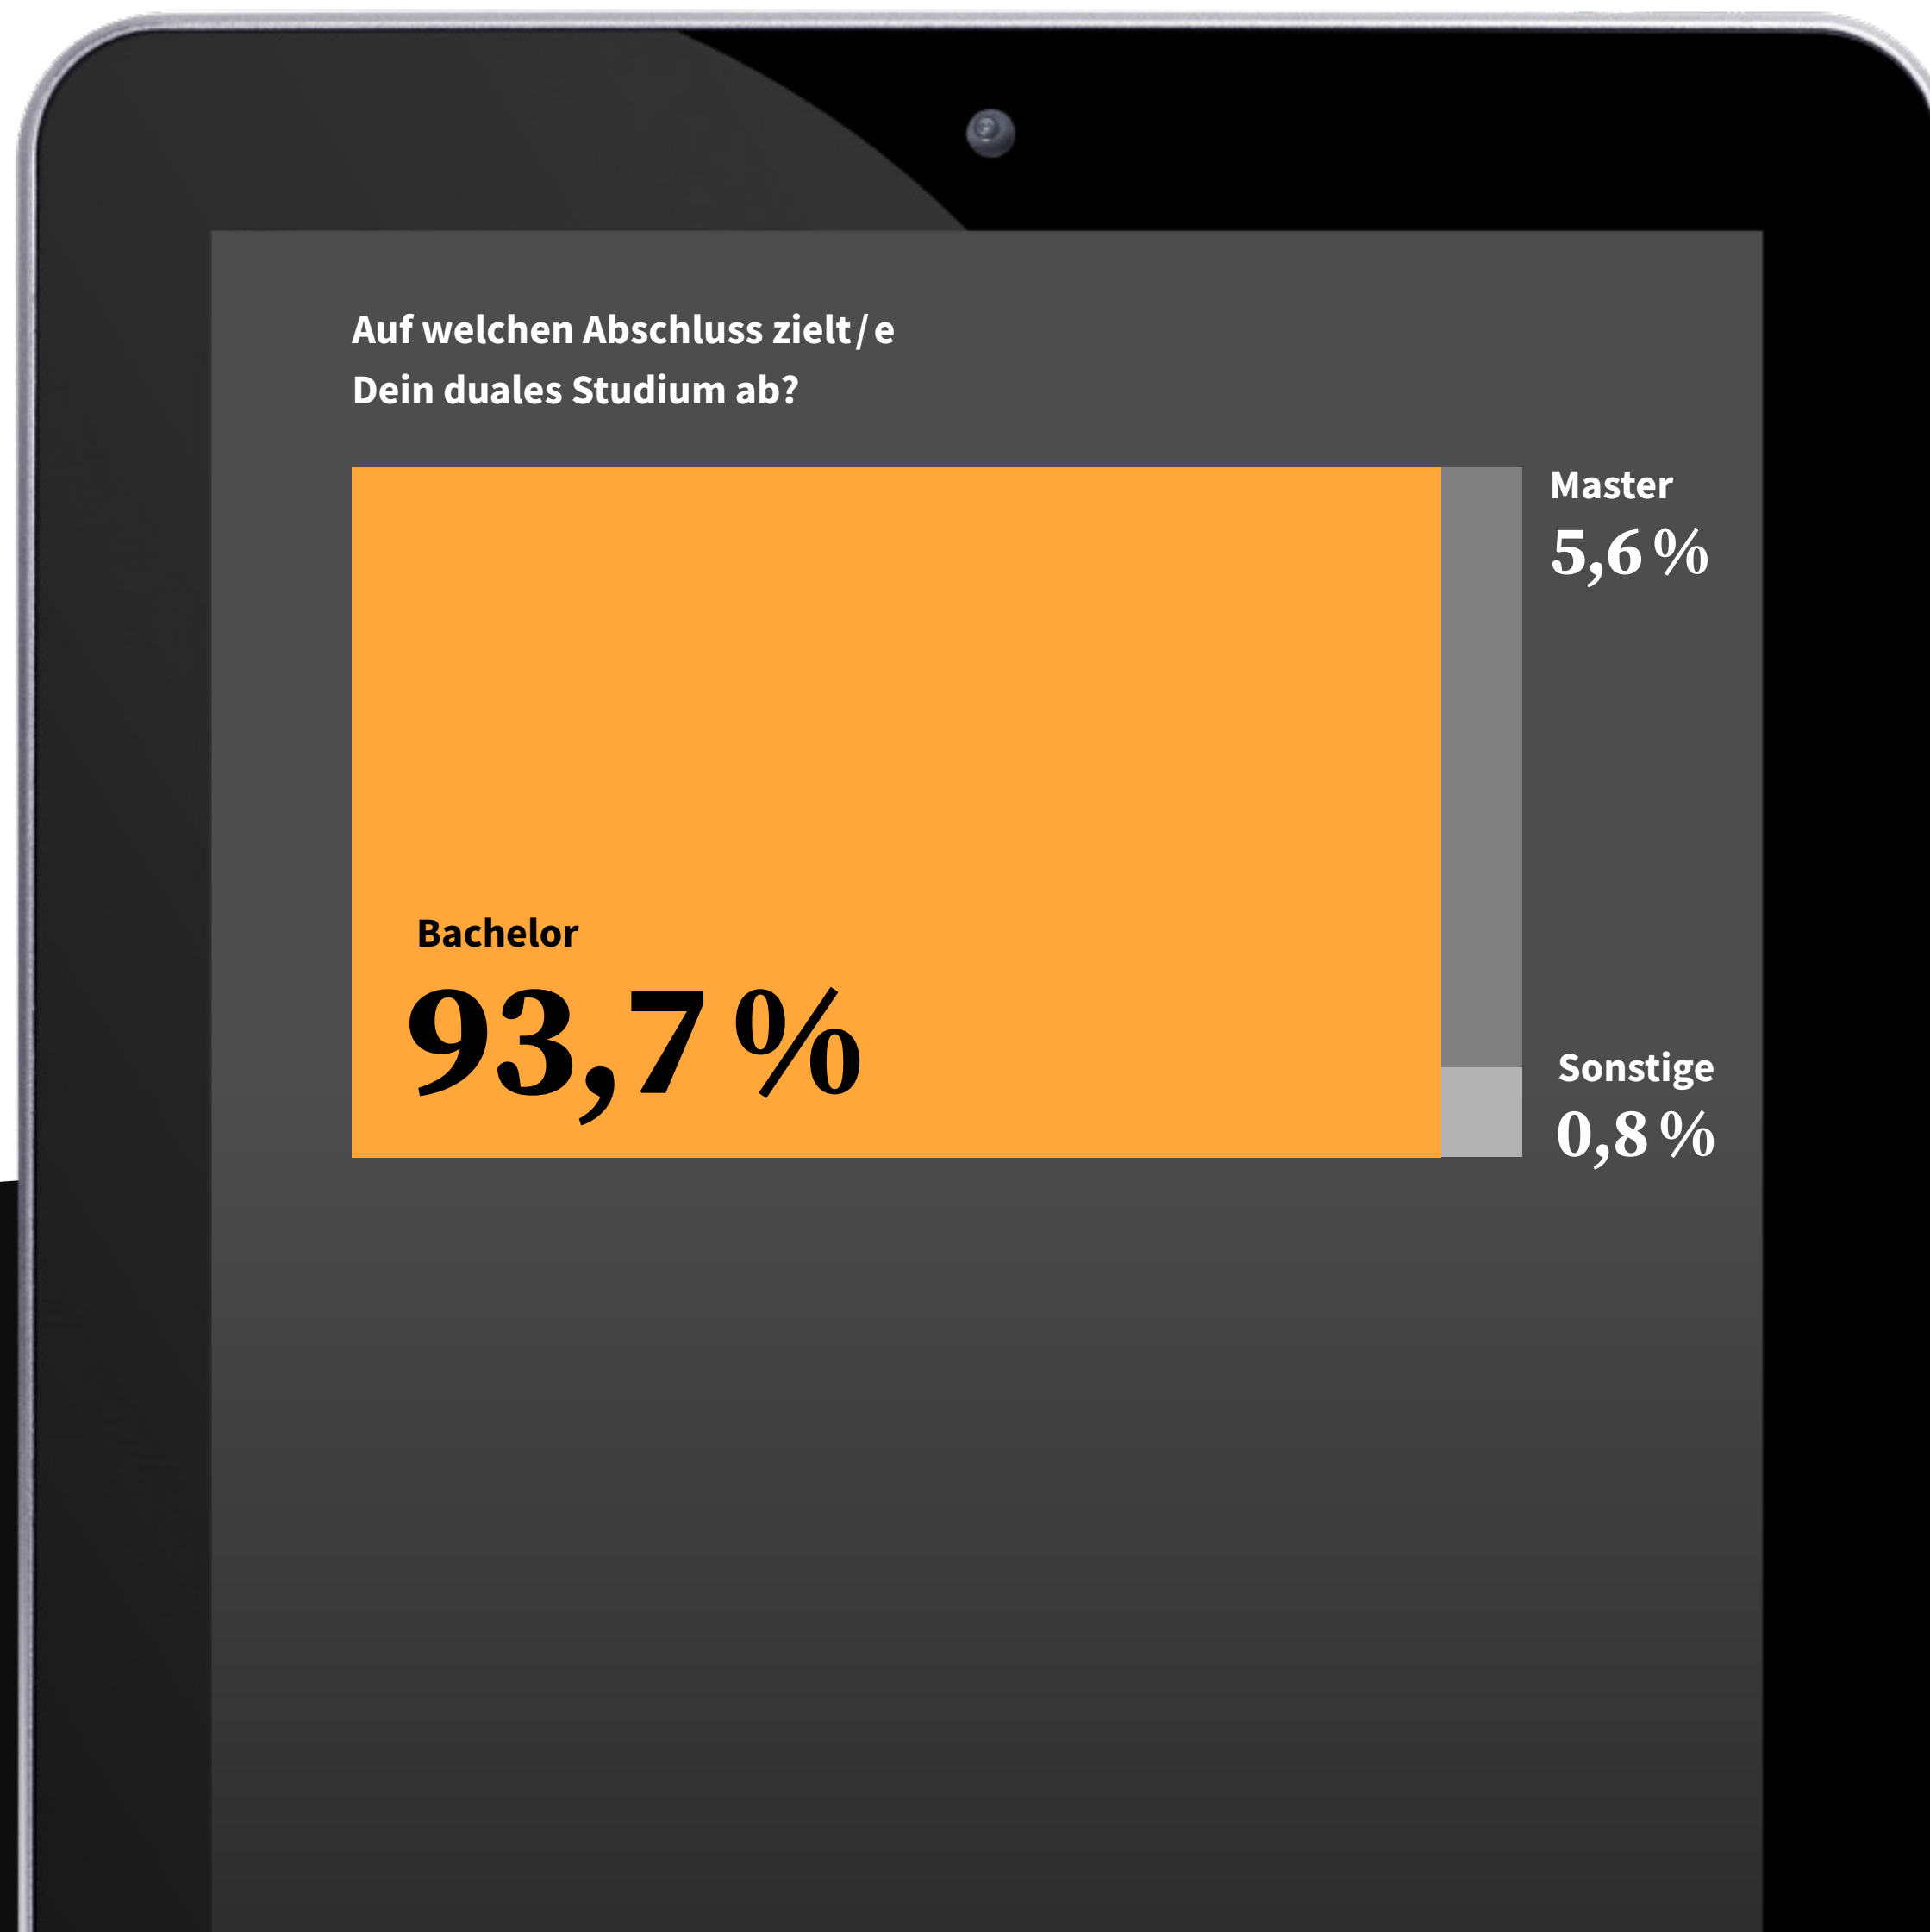 Auf welchen Abschluss zielt/e
Dein duales Studium ab?
Master
5,6 %
Bachelor
93,7 %
Sonstige
0,8 %